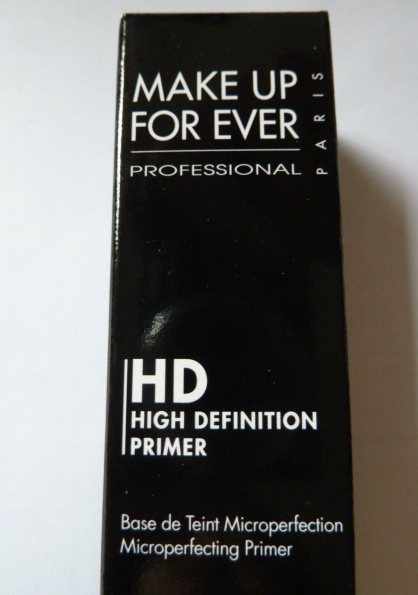 MAKE UP
FOR EVER
PROFESSIONAL
PARIS
HD
HIGH DEFINITION
PRIMER
Base de Teint Microperfection
Microperfecting Primer